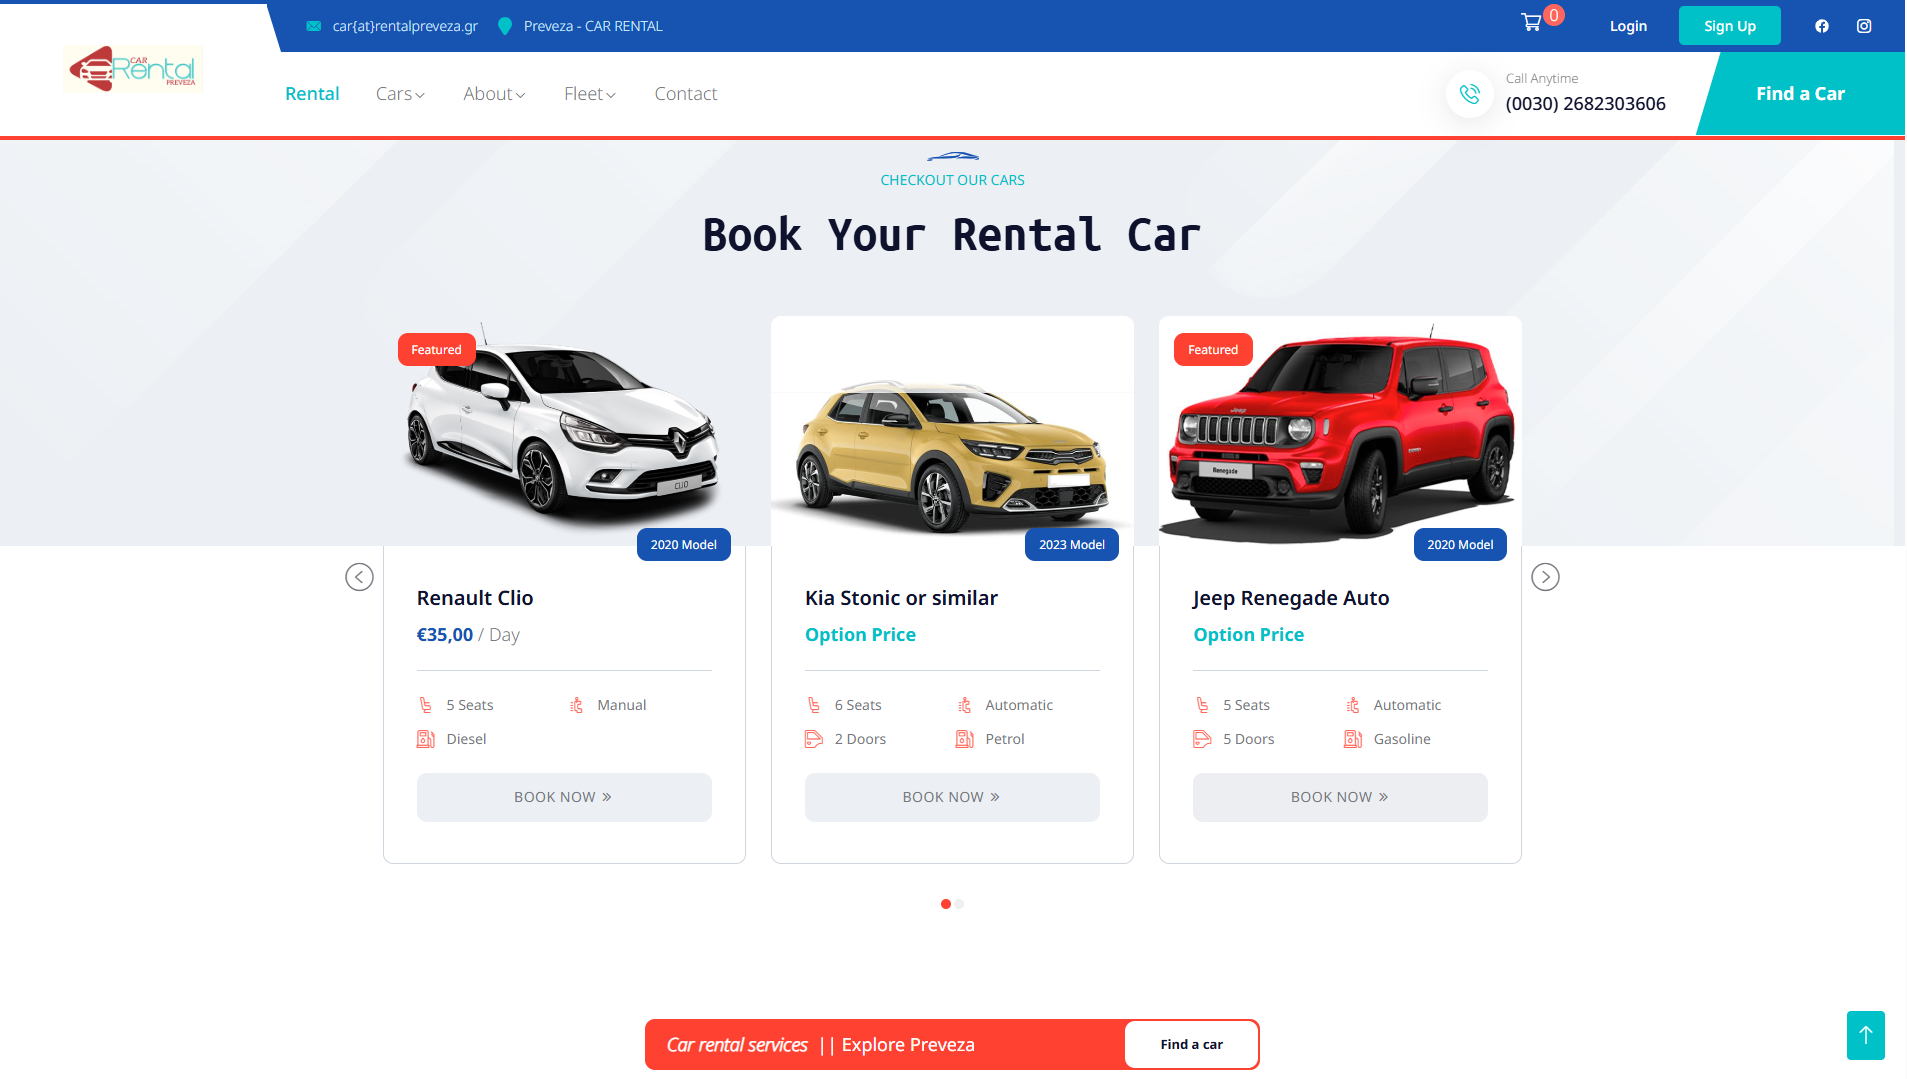 car{at}rentalpreveza.gr
Preveza - CAR RENTAL
0
Login
Sign Up
CAR
Rental
PREVEZA
Rental
Cars
About
Fleet
Contact
Call Anytime
(0030) 2682303606
Find a Car
CHECKOUT OUR CARS
Book Your Rental Car
Featured
CLIO
2020 Model
Renault Clio
€35,00 / Day
5 Seats
Manual
Diesel
BOOK NOW »
2023 Model
Kia Stonic or similar
Option Price
6 Seats
Automatic
2 Doors
Petrol
BOOK NOW »
Featured
Jeep
Renegade
2020 Model
Jeep Renegade Auto
Option Price
5 Seats
Automatic
5 Doors
Gasoline
BOOK NOW »
Car rental services || Explore Preveza
Find a car